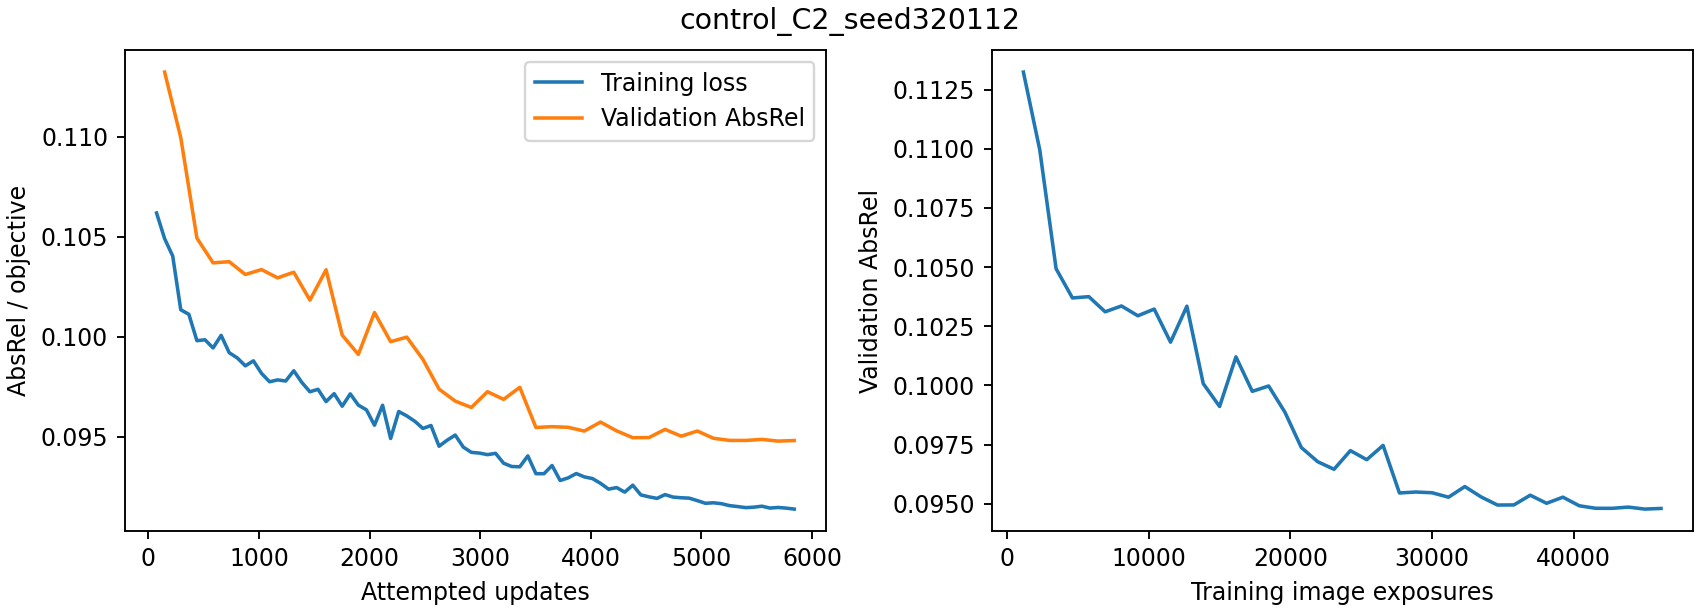 control_C2_seed320112
AbsRel / objective
0.110
0.105
0.100
0.095
Training loss
Validation AbsRel
0 1000 2000 3000 4000 5000 6000
Attempted updates
Validation AbsRel
0.1125
0.1100
0.1075
0.1050
0.1025
0.1000
0.0975
0.0950
0 10000 20000 30000 40000
Training image exposures